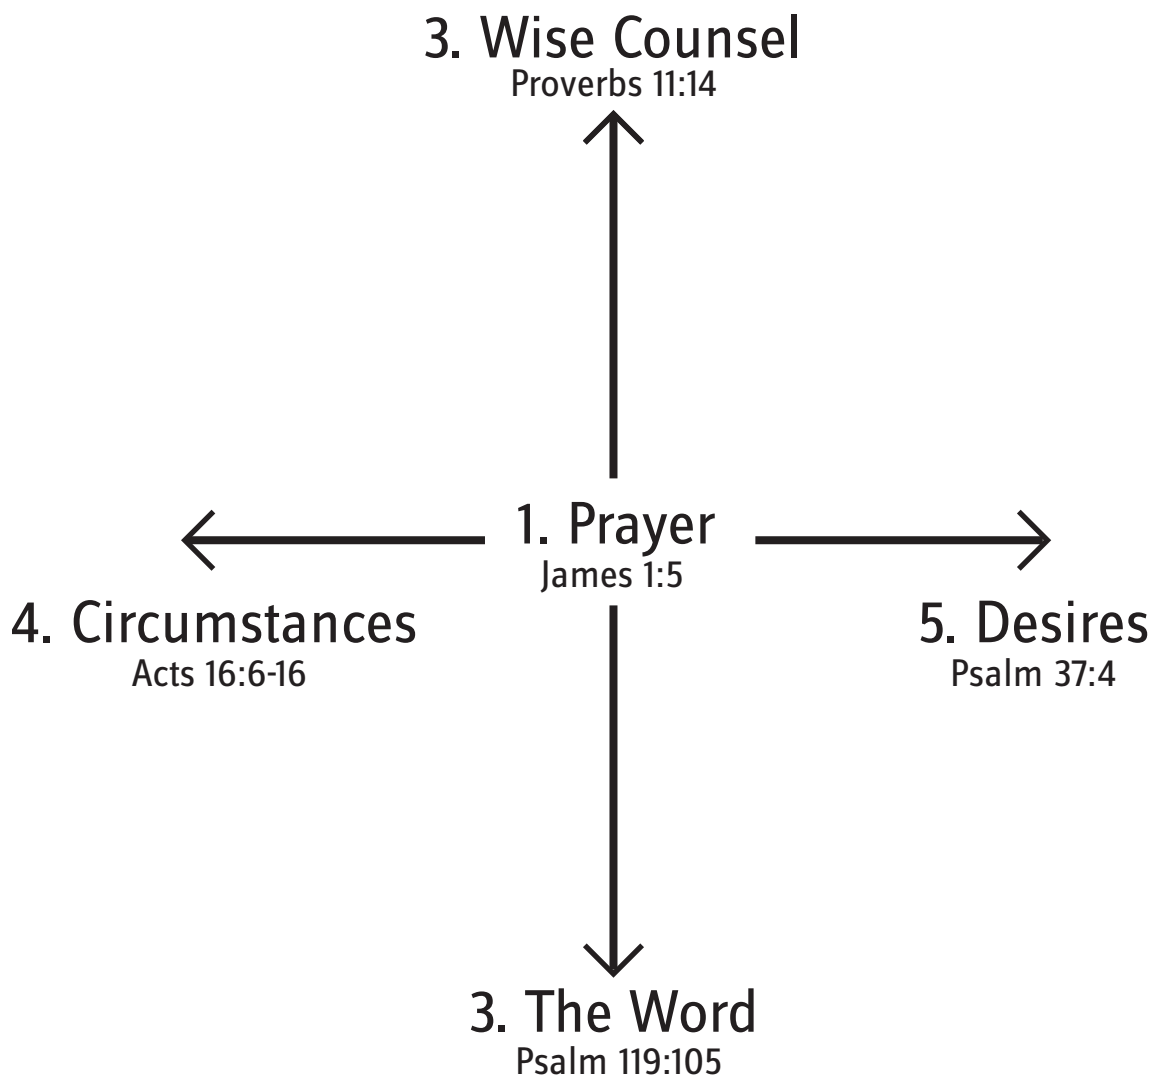 3. Wise Counsel
Proverbs 11:14
1. Prayer
James 1:5
4. Circumstances
Acts 16:6-16
5. Desires
Psalm 37:4
3. The Word
Psalm 119:105